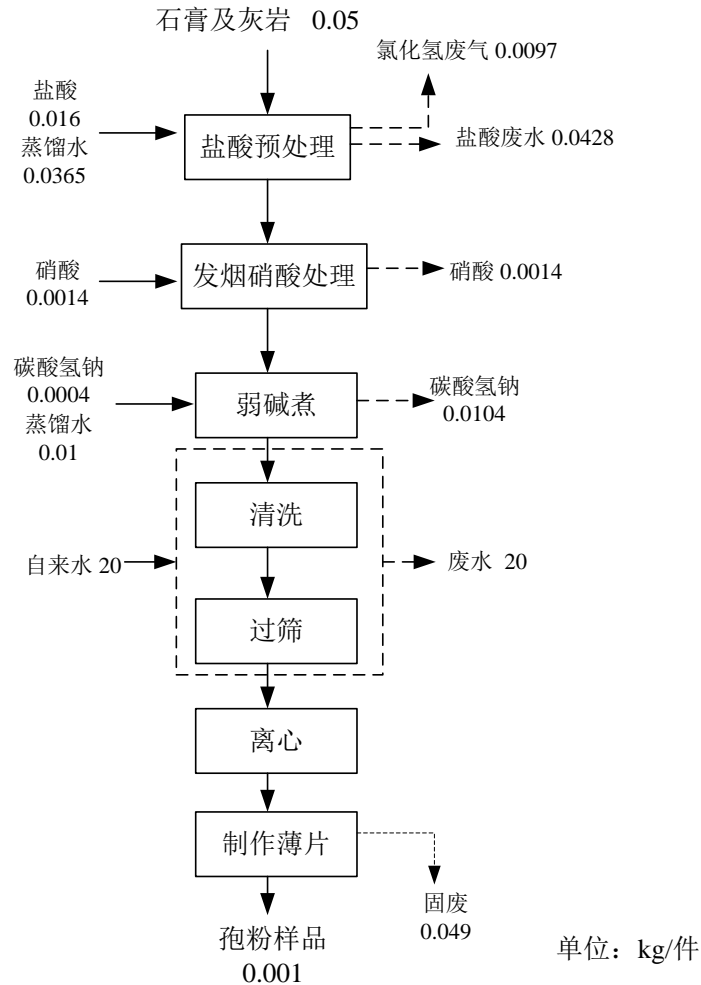 石膏及灰岩 0.05
氯化氢废气 0.0097
盐酸
0.016
蒸馏水
0.0365
盐酸预处理
盐酸废水 0.0428
硝酸
0.0014
发烟硝酸处理
硝酸 0.0014
碳酸氢钠
0.0004
蒸馏水
0.01
弱碱煮
碳酸氢钠
0.0104
清洗
自来水 20
废水 20
过筛
离心
制作薄片
固废
0.049
孢粉样品
0.001
单位：kg/件